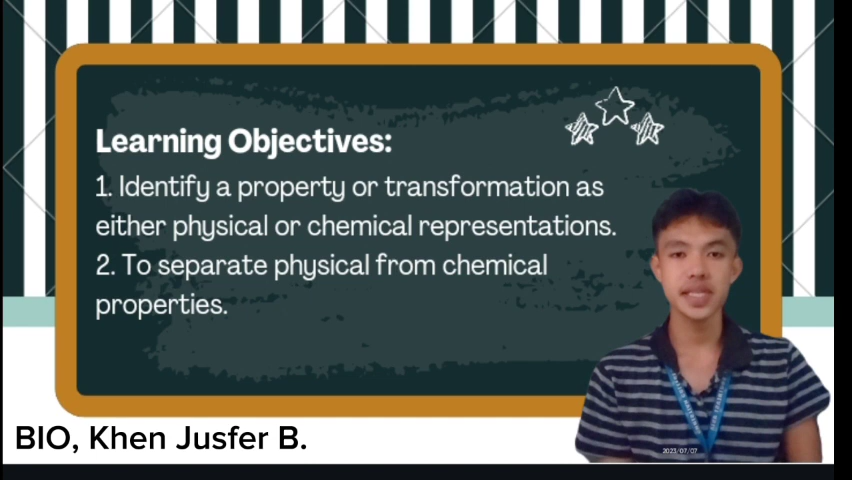 Learning Objectives:
1. Identify a property or transformation as
either physical or chemical representations.
2. To separate physical from chemical
properties.
BIO, Khen Jusfer B.
2023/07/07